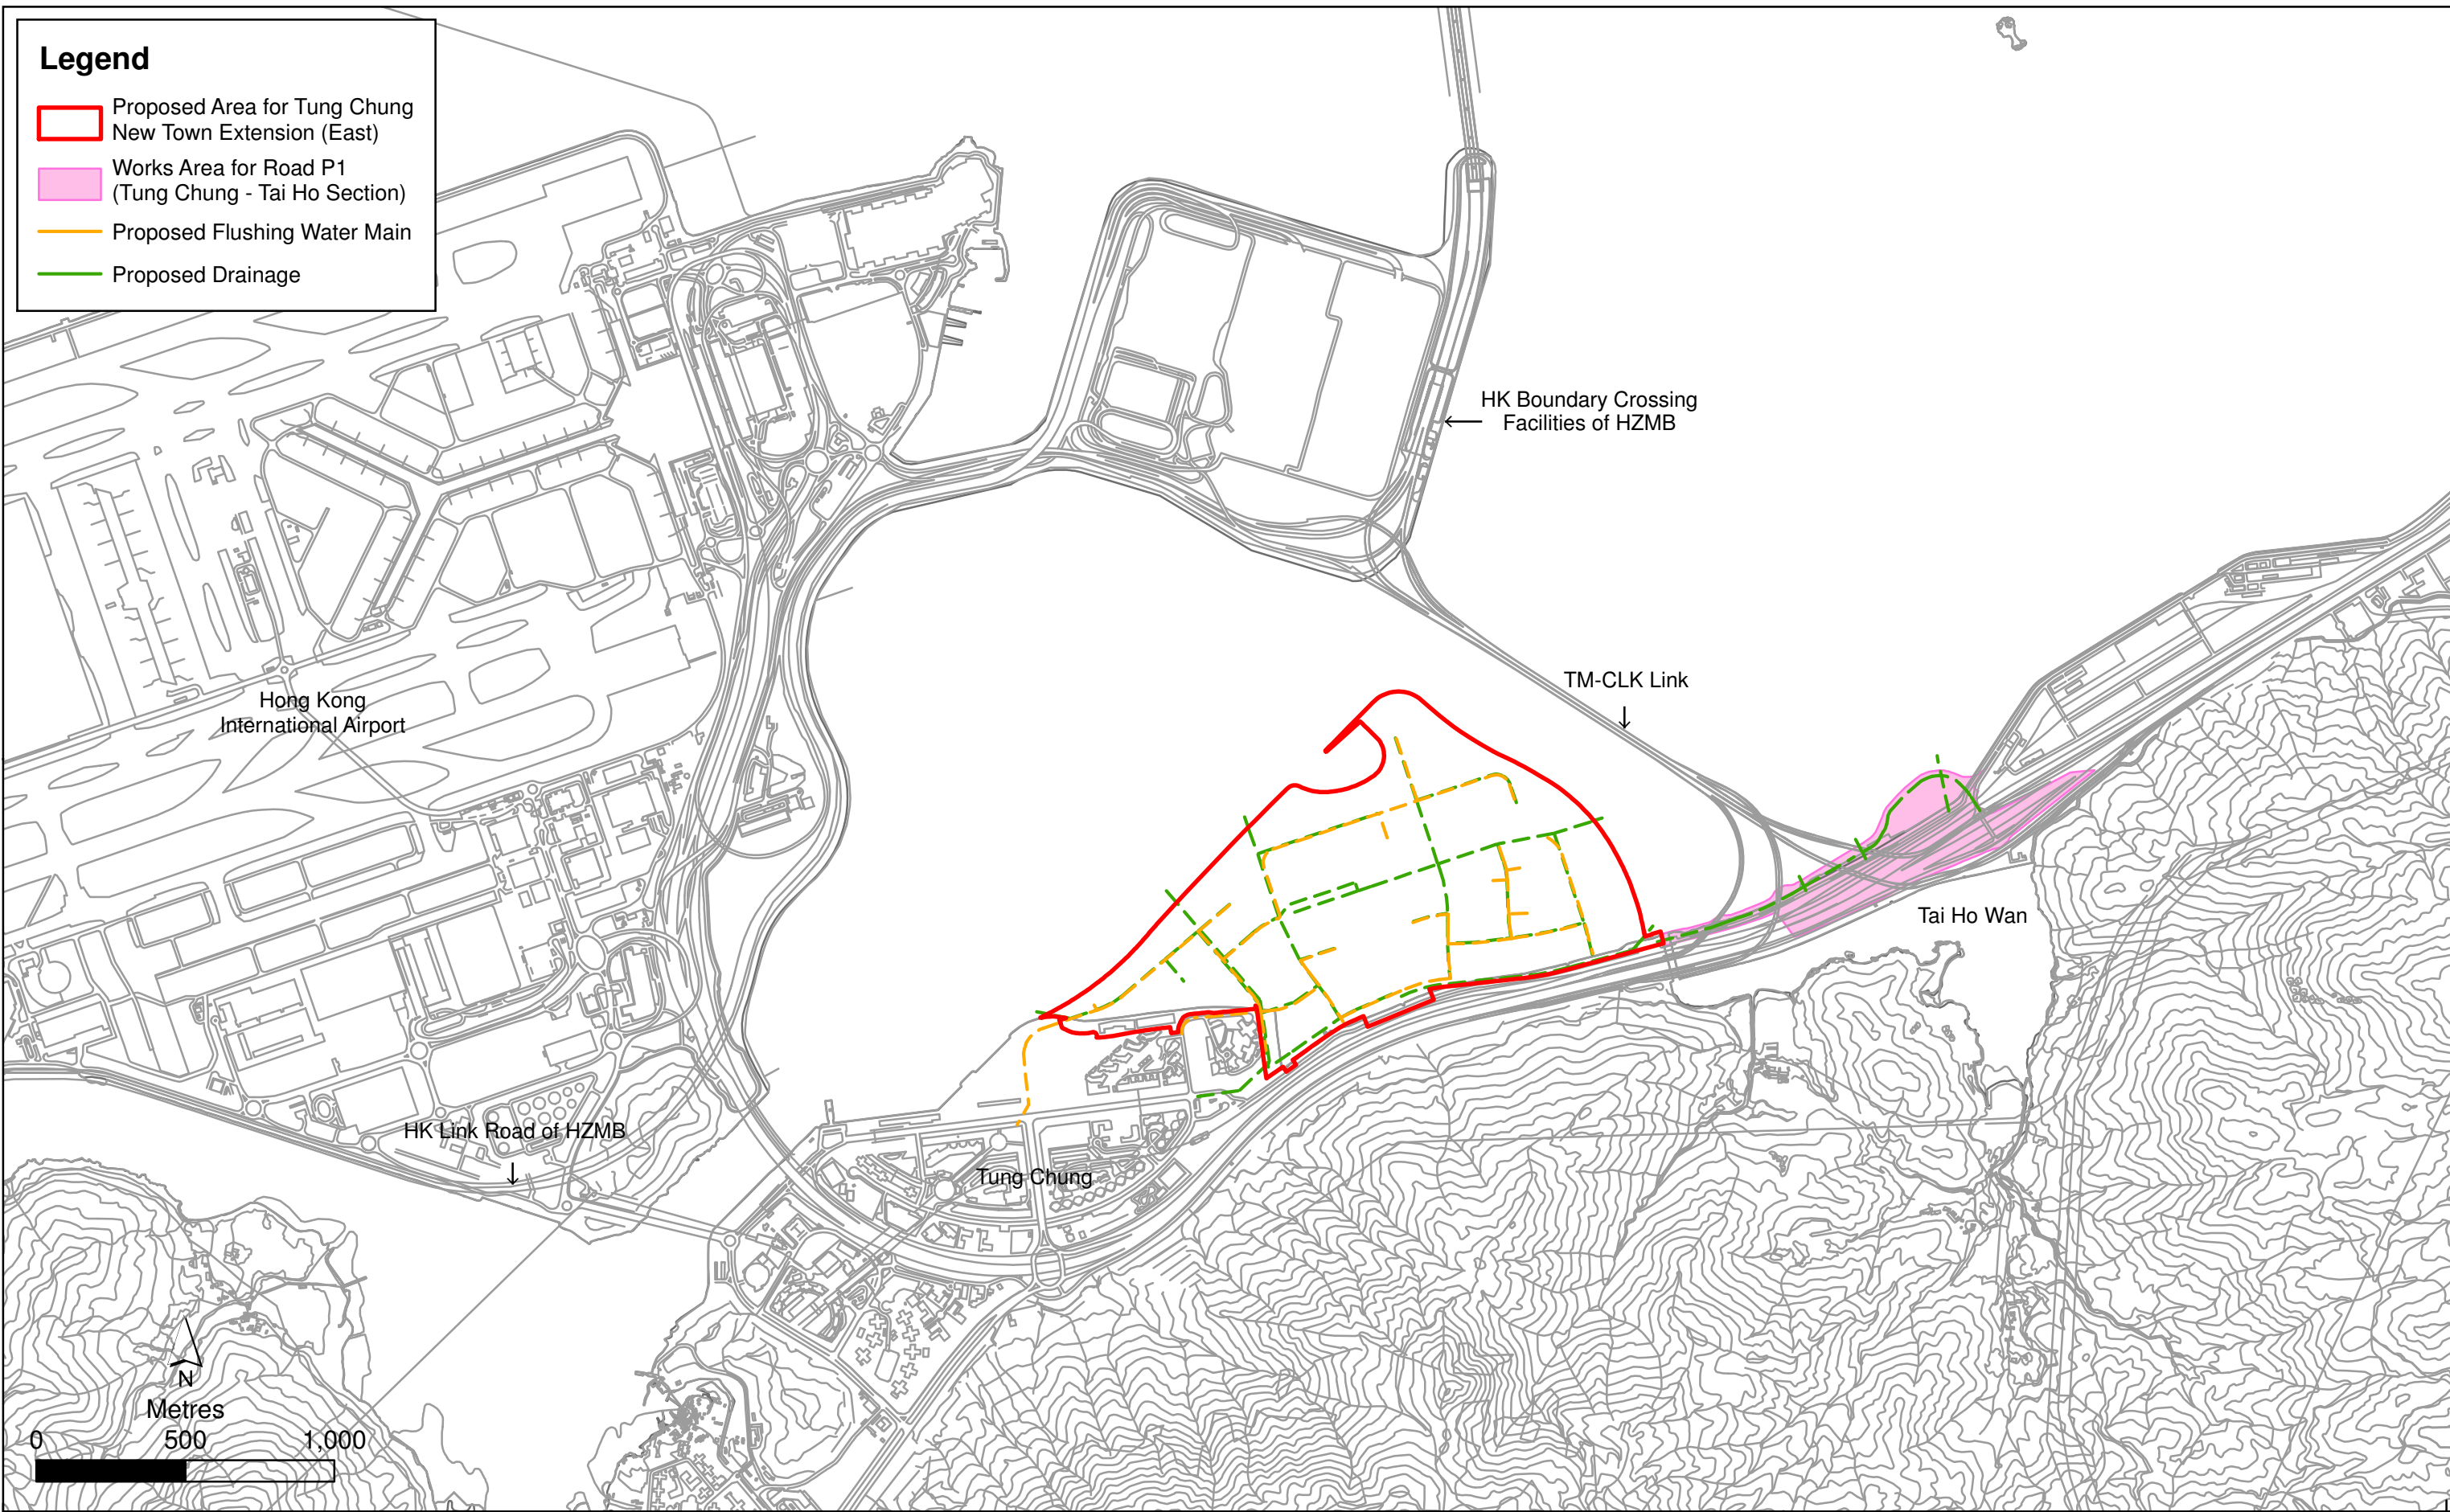 Legend
Proposed Area for Tung Chung
New Town Extension (East)
Works Area for Road P1
(Tung Chung - Tai Ho Section)
Proposed Flushing Water Main
Proposed Drainage
HK Boundary Crossing
Facilities of HZMB
TM-CLK Link
Hong Kong
International Airport
Tai Ho Wan
HK Link Road of HZMB
Tung Chung
N
Metres
0 500 1,000